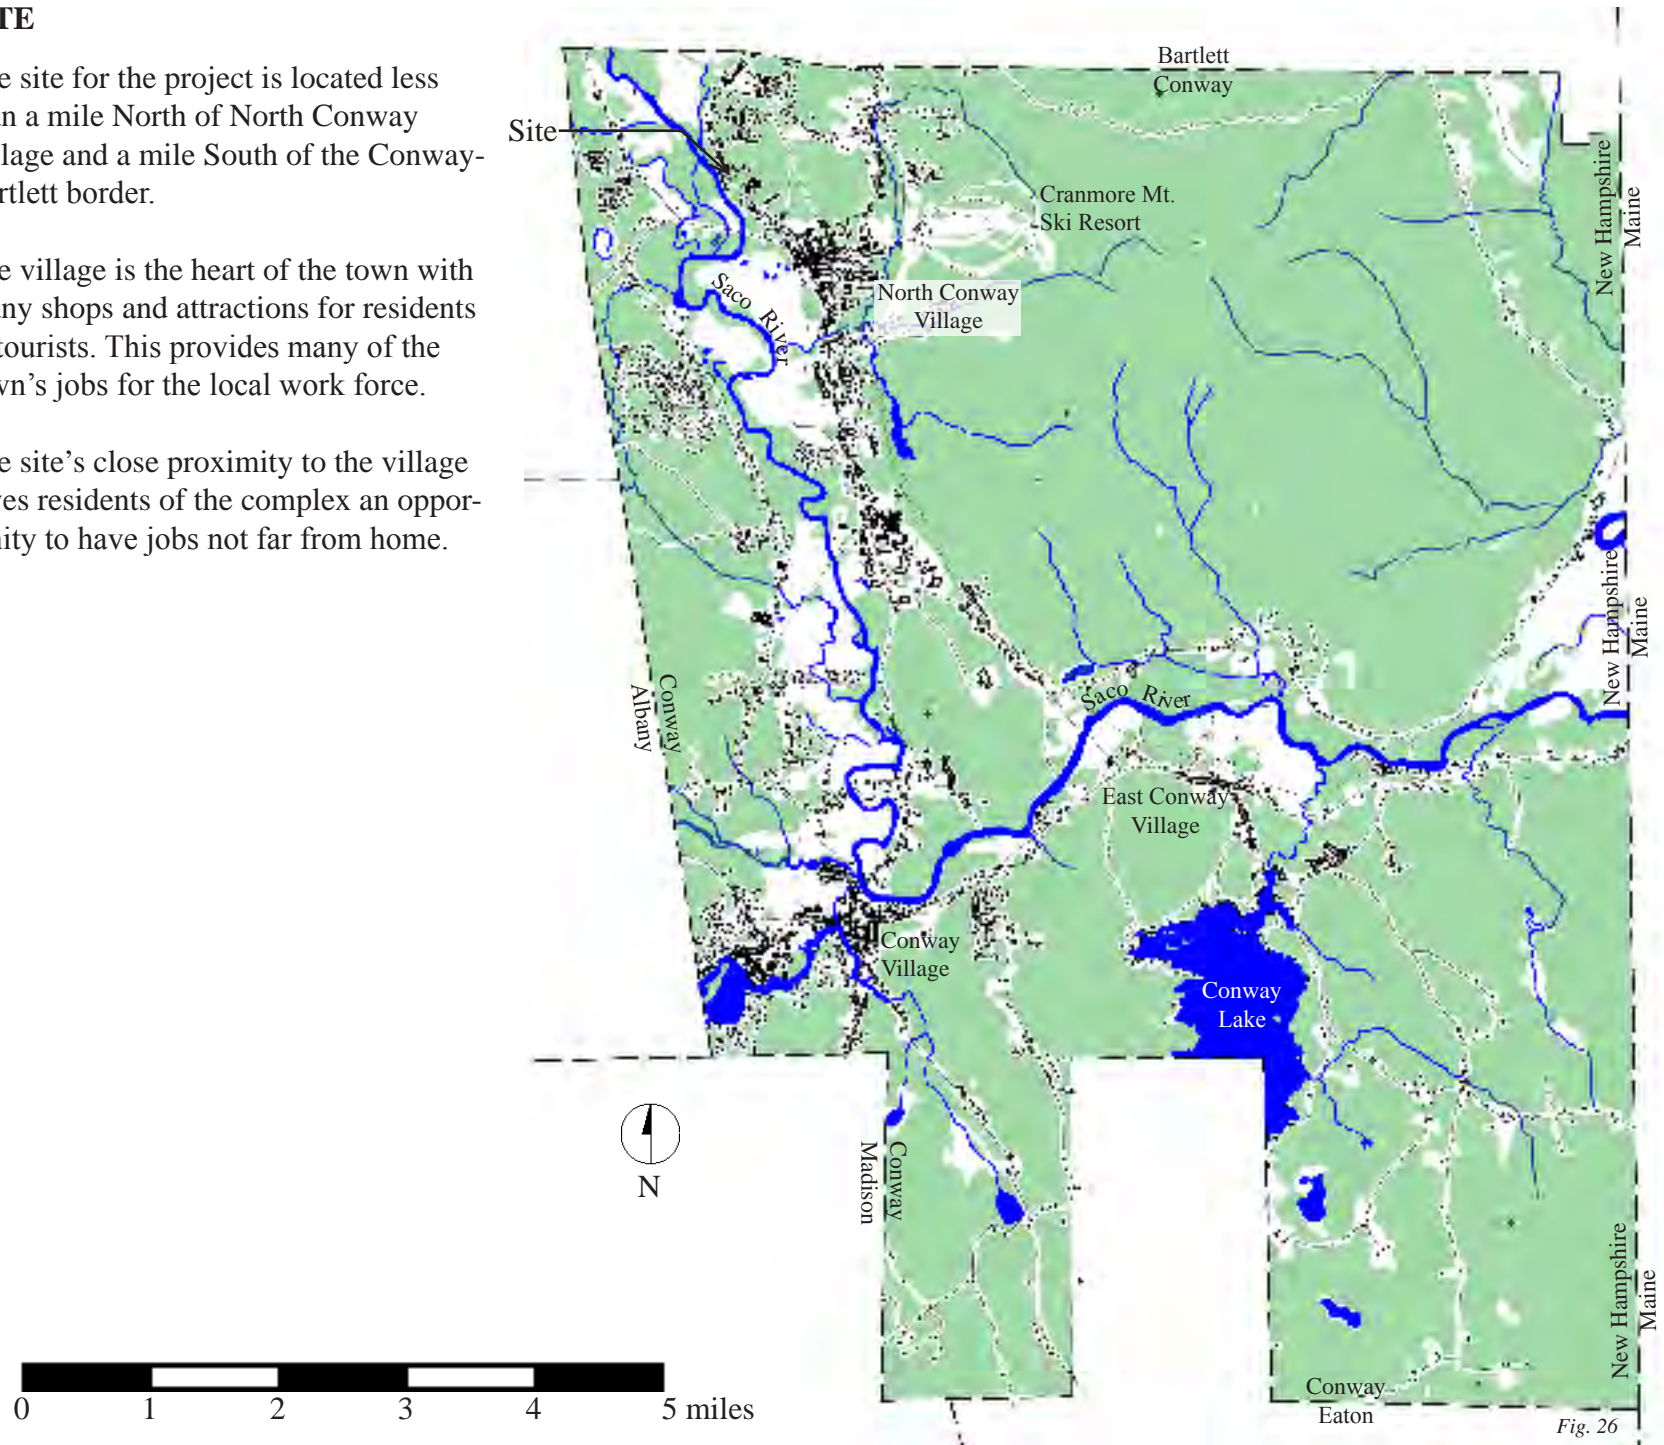 TE
e site for the project is located less
n a mile North of North Conway
lage and a mile South of the Conway-
rtlett border.
e village is the heart of the town with
ny shops and attractions for residents
tourists. This provides many of the
vn's jobs for the local work force.
e site's close proximity to the village
es residents of the complex an oppor-
nity to have jobs not far from home.
Site
Bartlett
Conway
Cranmore Mt.
Ski Resort
New Hampshire
Maine
Saco River
North Conway
Village
New Hampshire
Maine
Conway
Albany
Saco River
East Conway
Village
Conway
Village
Conway
Lake
N
Conway
Madison
New Hampshire
Maine
Conway
Eaton
0 1 2 3 4 5 miles
Fig. 26